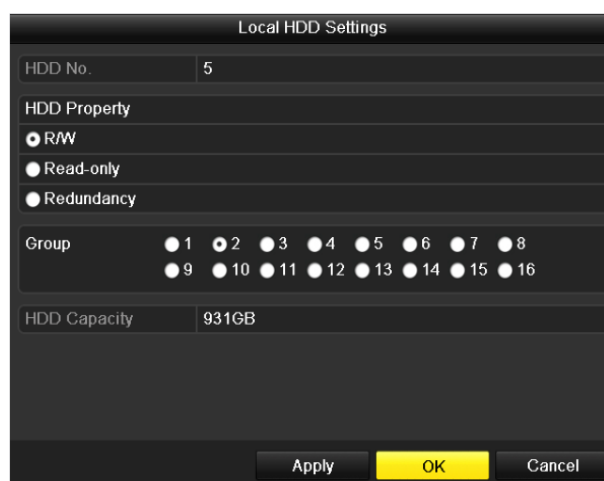 Local HDD Settings
HDD No. 5
HDD Property
R/W
Read-only
Redundancy
Group 1 2 3 4 5 6 7 8
9 10 11 12 13 14 15 16
HDD Capacity 931GB
Apply OK Cancel